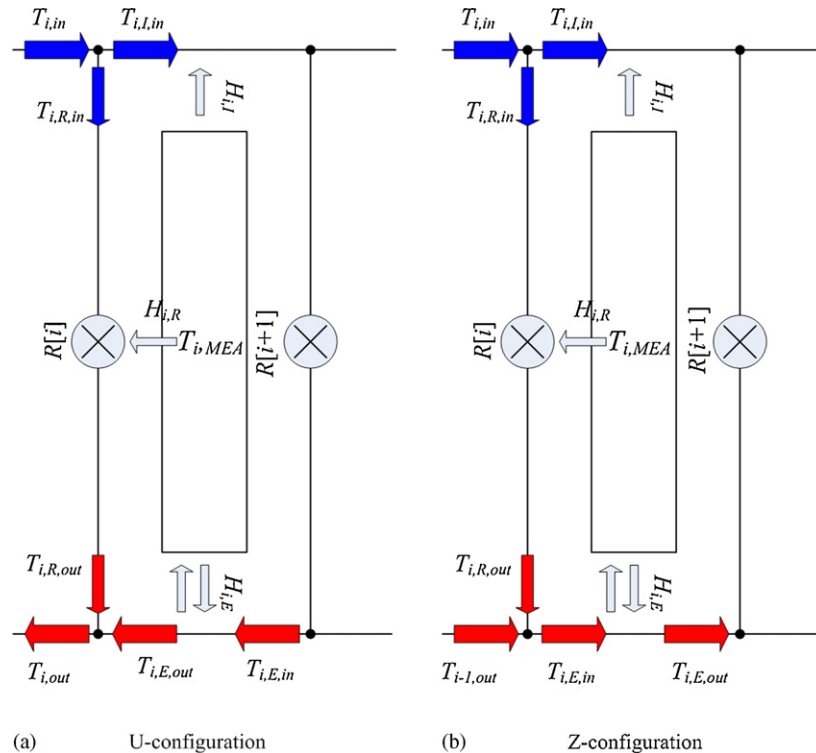 T_{i,in} T_{i,I,in}
T_{i,R,in}
H_{i,I}
R[i]
H_{i,R}
T_{i,MEA}
R[i+1]
T_{i,R,out}
H_{i,E}
T_{i,out} T_{i,E,out} T_{i,E,in}
(a) U-configuration
T_{i,in} T_{i,I,in}
T_{i,R,in}
H_{i,I}
R[i]
H_{i,R}
T_{i,MEA}
R[i+1]
T_{i,R,out}
H_{i,E}
T_{i-1,out} T_{i,E,in} T_{i,E,out}
(b) Z-configuration